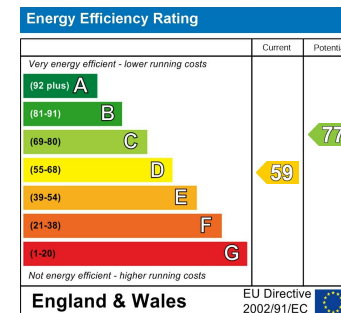 Energy Efficiency Rating
Current
Very energy efficient - lower running costs
(92 plus) A
(81-91) B
(69-80) C
77
(55-68) D
59
(39-54) E
(21-38) F
(1-20) G
Not energy efficient - higher running costs
England & Wales
EU Directive
2002/91/EC